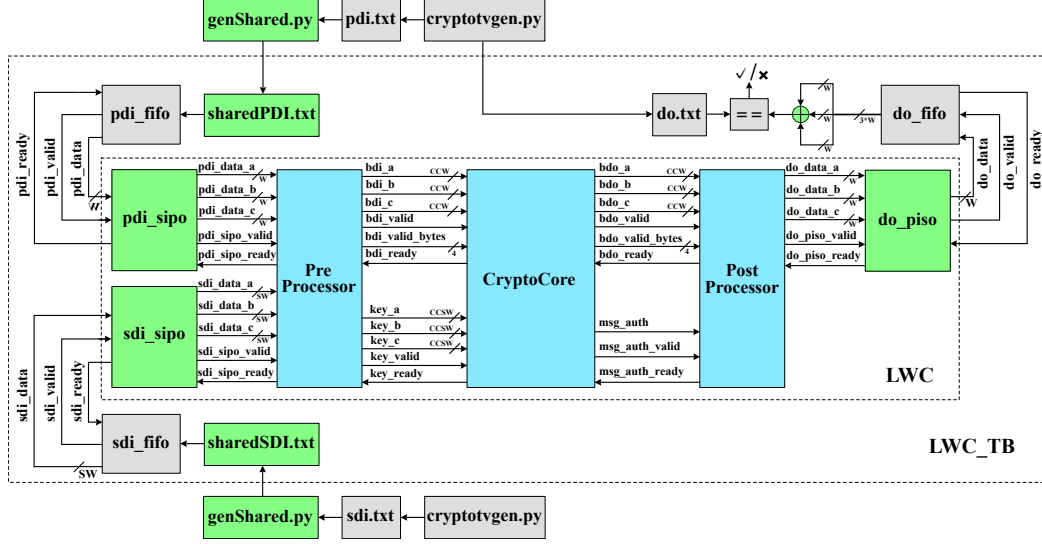 genShared.py
pdi.txt
cryptotvgen.py
pdi_fifo
sharedPDI.txt
do.txt
= =
✓/×
W
W
W
3*W
do_fifo
pdi_ready
pdi_valid
pdi_data
W
do_data
do_valid
do_ready
W
pdi_sipo
pdi_data_a
W
pdi_data_b
W
pdi_data_c
W
pdi_sipo_valid
pdi_sipo_ready
sdi_sipo
sdi_data_a
SW
sdi_data_b
SW
sdi_data_c
SW
sdi_sipo_valid
sdi_sipo_ready
Pre
Processor
bdi_a
CCW
bdi_b
CCW
bdi_c
CCW
bdi_valid
bdi_valid_bytes
4
bdi_ready
key_a
CCSW
key_b
CCSW
key_c
CCSW
key_valid
key_ready
CryptoCore
bdo_a
CCW
bdo_b
CCW
bdo_c
CCW
bdo_valid
bdo_valid_bytes
4
bdo_ready
msg_auth
msg_auth_valid
msg_auth_ready
Post
Processor
do_data_a
W
do_data_b
W
do_data_c
W
do_piso_valid
do_piso_ready
do_piso
LWC
sdi_data
sdi_valid
sdi_ready
SW
sdi_fifo
sharedSDI.txt
LWC_TB
genShared.py
sdi.txt
cryptotvgen.py